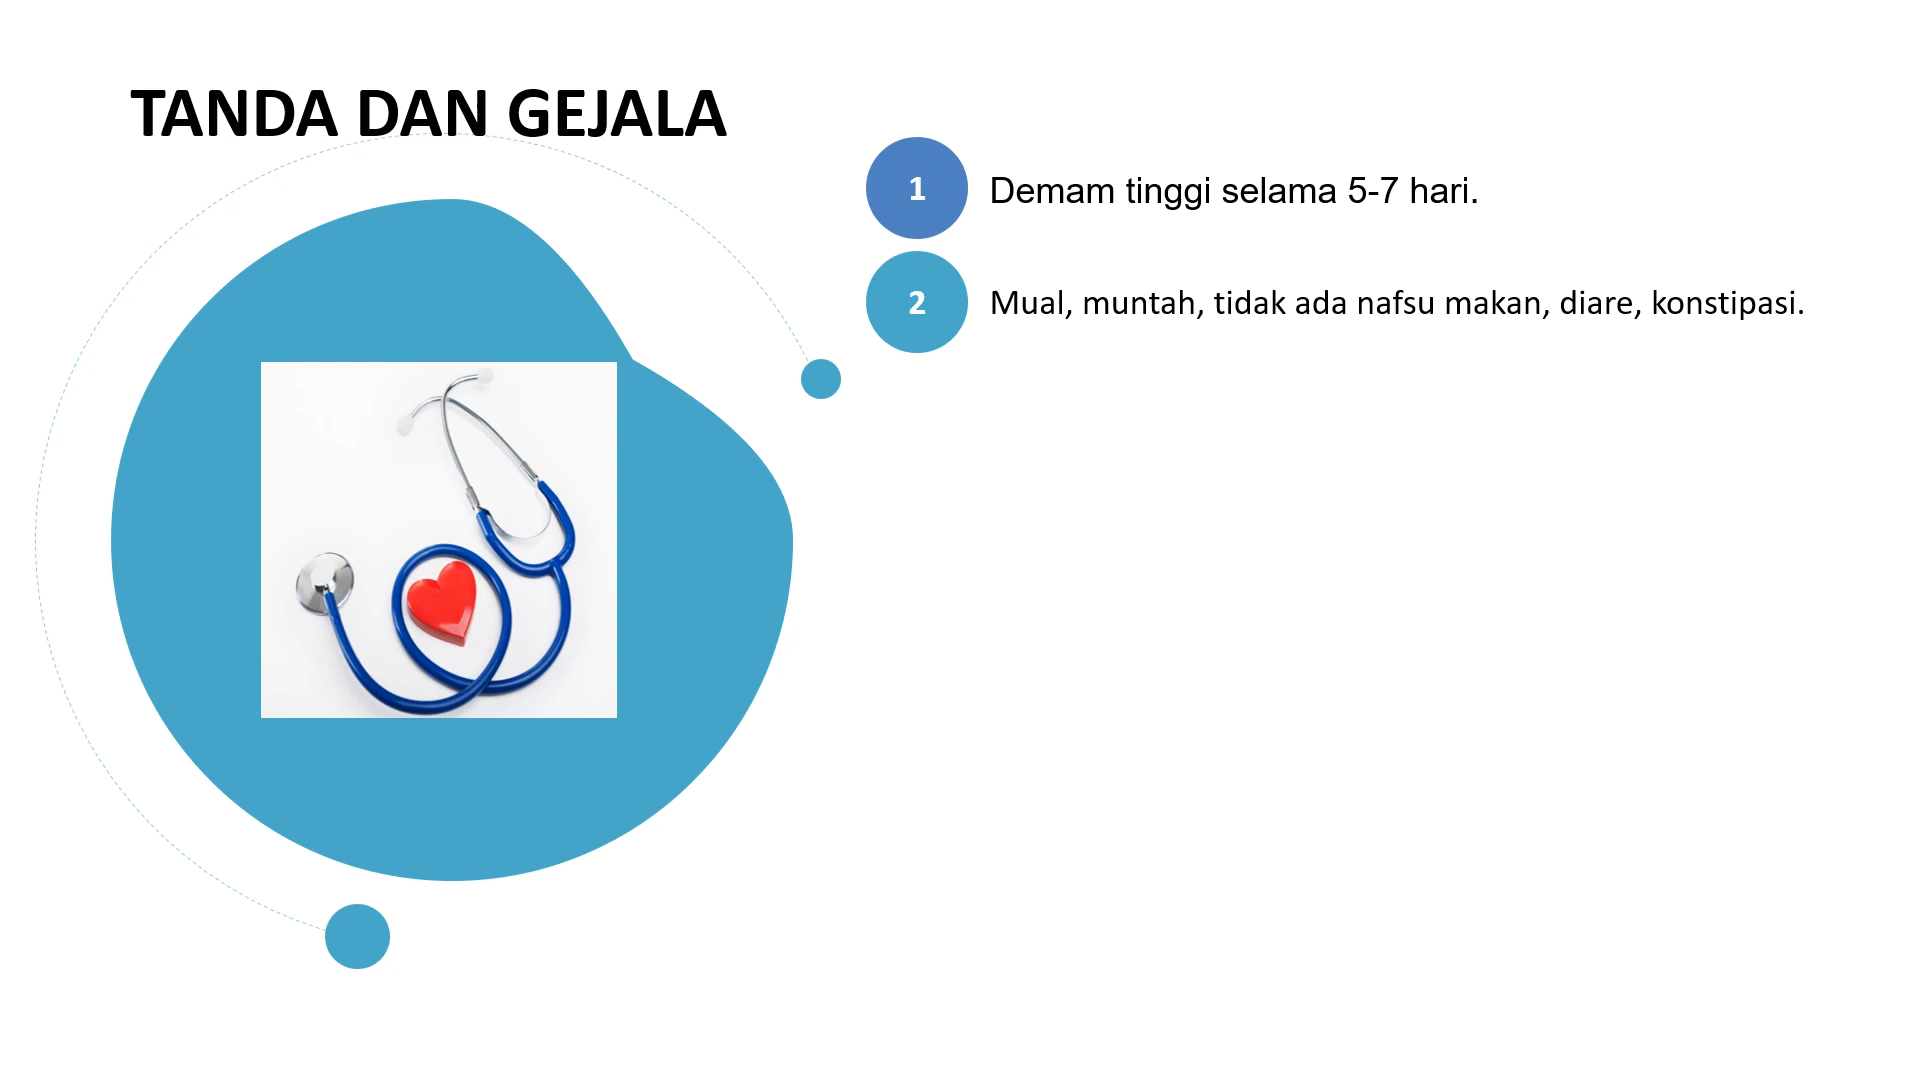 TANDA DAN GEJALA
1
Demam tinggi selama 5-7 hari.
2
Mual, muntah, tidak ada nafsu makan, diare, konstipasi.